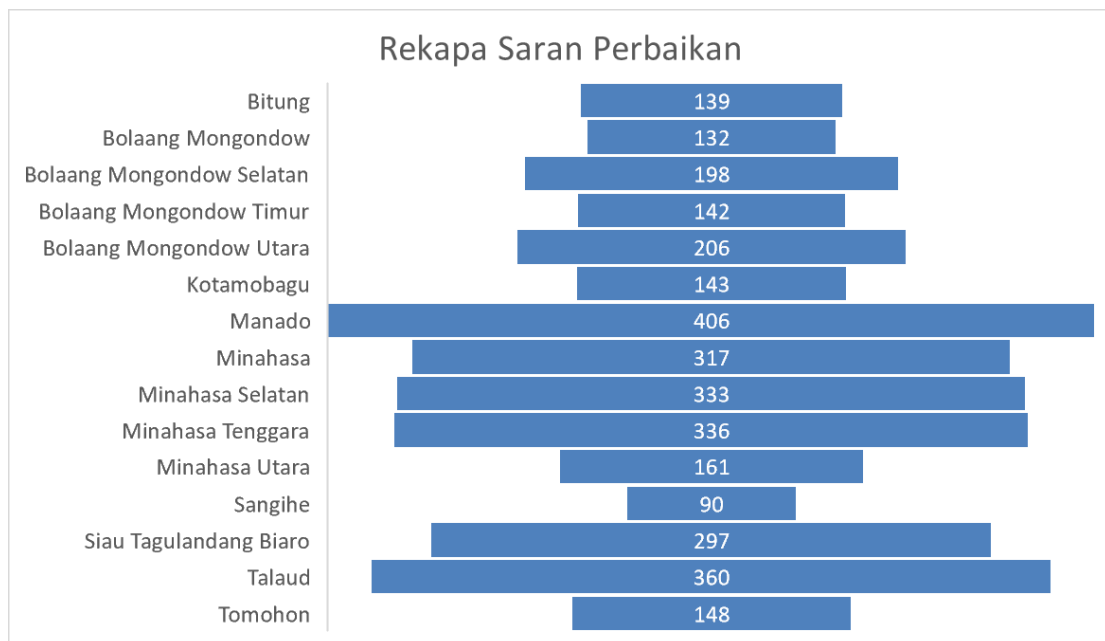 Rekapa Saran Perbaikan
Bitung 139
Bolaang Mongondow 132
Bolaang Mongondow Selatan 198
Bolaang Mongondow Timur 142
Bolaang Mongondow Utara 206
Kotamobagu 143
Manado 406
Minahasa 317
Minahasa Selatan 333
Minahasa Tenggara 336
Minahasa Utara 161
Sangihe 90
Siau Tagulandang Biaro 297
Talaud 360
Tomohon 148